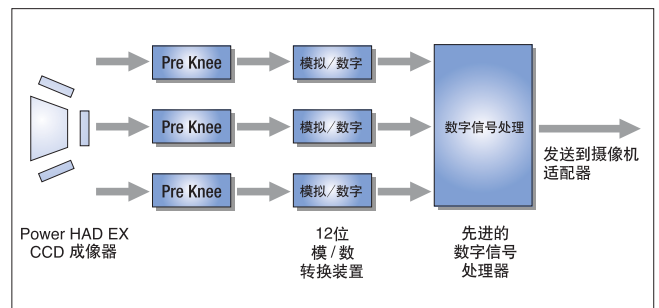 Pre Knee
模拟/数字
Pre Knee
模拟/数字
数字信号处理
Pre Knee
模拟/数字
发送到摄像机
适配器
Power HAD EX
CCD 成像器
12位
模/数
转换装置
先进的
数字信号
处理器